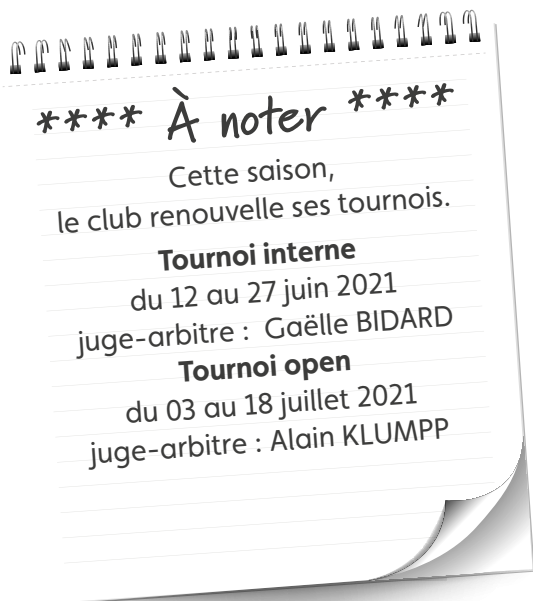 **** À noter ****
Cette saison,
le club renouvelle ses tournois.
Tournoi interne
du 12 au 27 juin 2021
juge-arbitre : Gaëlle BIDARD
Tournoi open
du 03 au 18 juillet 2021
juge-arbitre : Alain KLUMPP